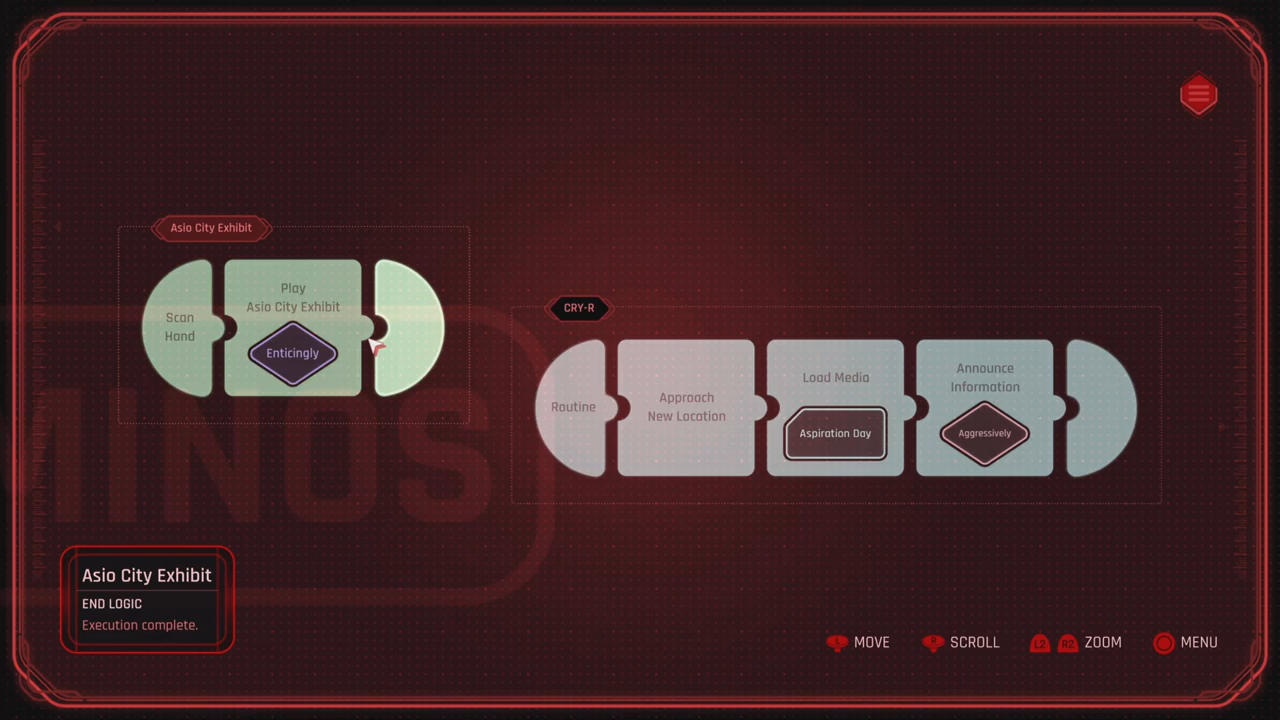 Asio City Exhibit
Scan
Hand
Play
Asio City Exhibit
Enticingly
CRY-R
Routine
Approach
New Location
Load Media
Aspiration Day
Announce
Information
Aggressively
MINOS
Asio City Exhibit
END LOGIC
Execution complete.
L MOVE
R SCROLL
L2 R2 ZOOM
MENU